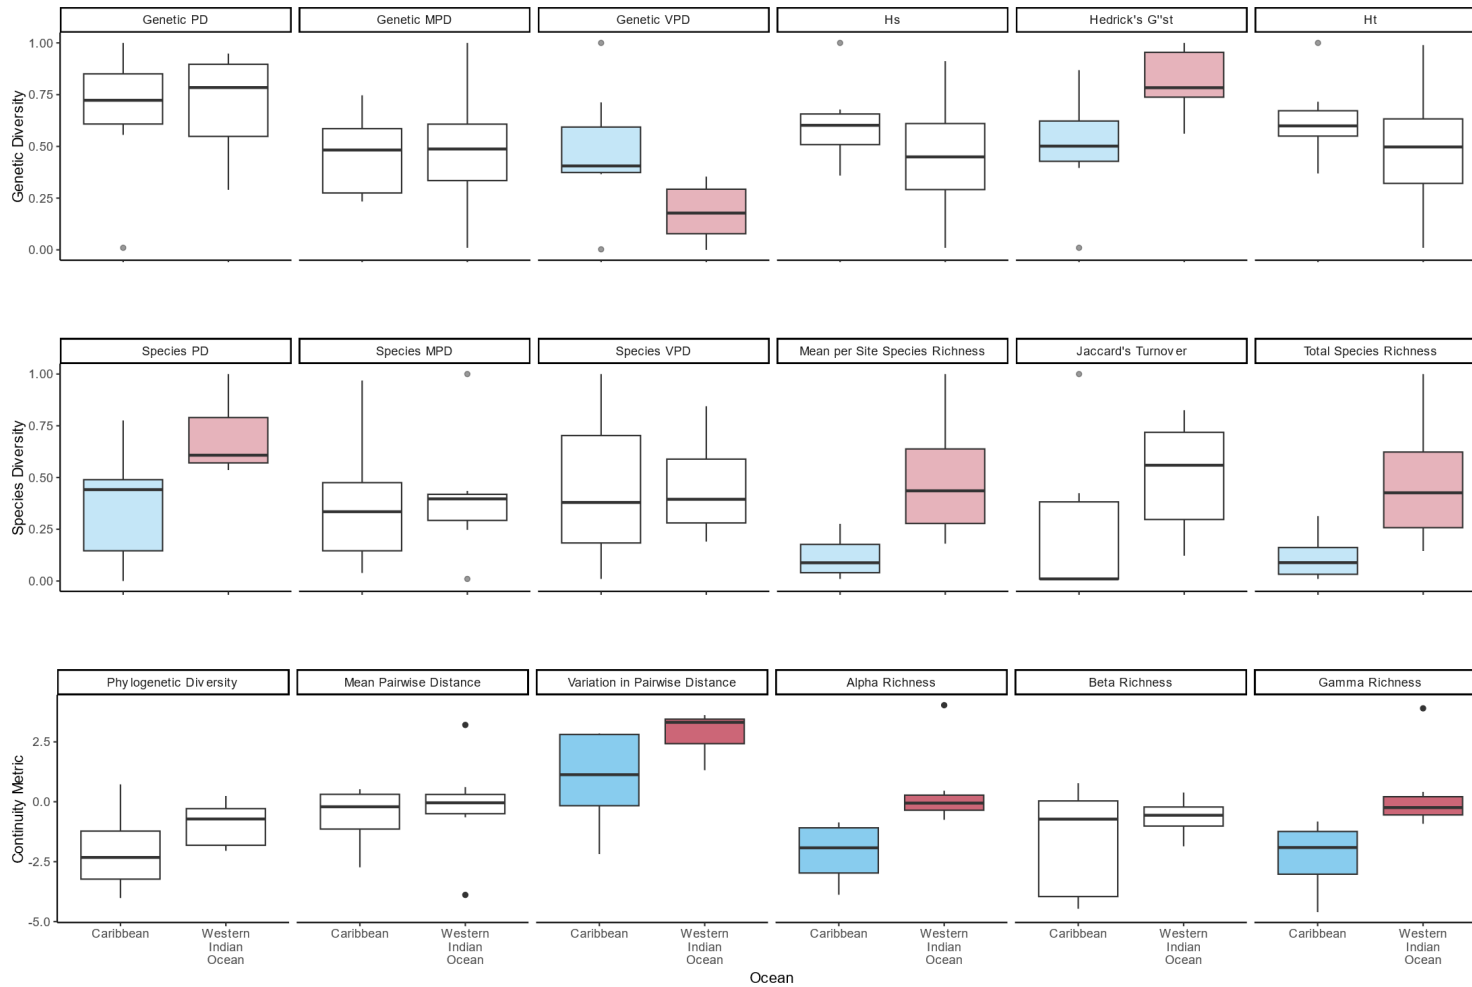 Genetic PD
Genetic MPD
Genetic VPD
Hs
Hedrick's G''st
Ht
Genetic Diversity
1.00
0.75
0.50
0.25
0.00
Species PD
Species MPD
Species VPD
Mean per Site Species Richness
Jaccard's Turnover
Total Species Richness
Species Diversity
1.00
0.75
0.50
0.25
0.00
Phylogenetic Diversity
Mean Pairwise Distance
Variation in Pairwise Distance
Alpha Richness
Beta Richness
Gamma Richness
Continuity Metric
2.5
0.0
-2.5
-5.0
Caribbean
Western
Indian
Ocean
Caribbean
Western
Indian
Ocean
Caribbean
Western
Indian
Ocean
Caribbean
Western
Indian
Ocean
Caribbean
Western
Indian
Ocean
Caribbean
Western
Indian
Ocean
Ocean